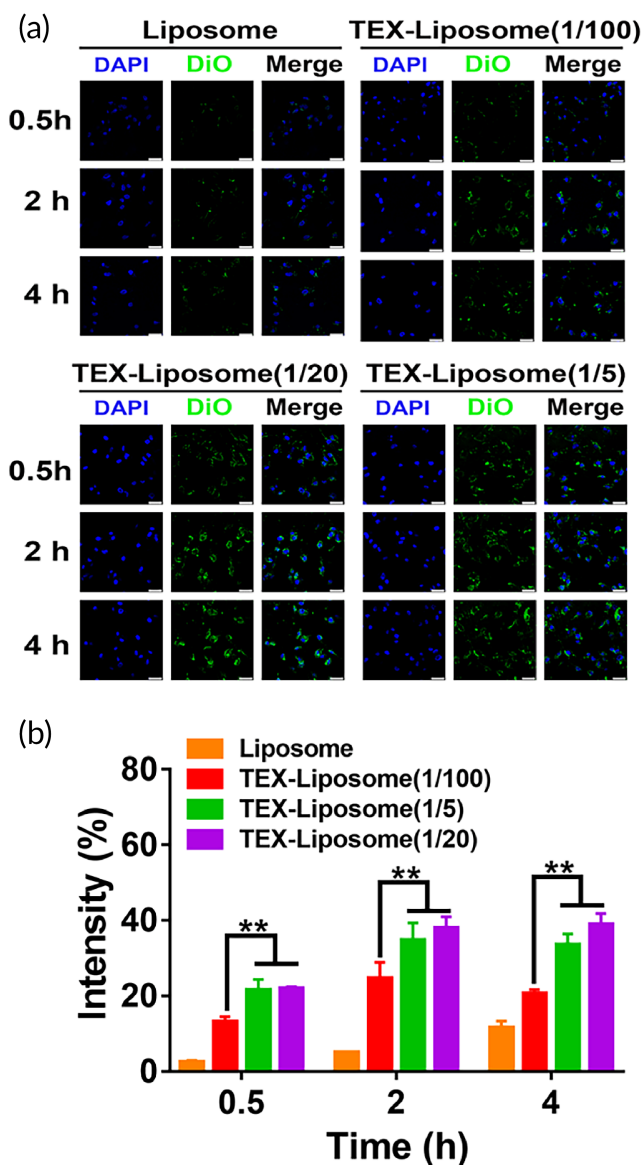 (a)
Liposome TEX-Liposome(1/100)
DAPI DiO Merge DAPI DiO Merge
0.5h
2 h
4 h
TEX-Liposome(1/20) TEX-Liposome(1/5)
DAPI DiO Merge DAPI DiO Merge
0.5h
2 h
4 h
(b)
Liposome
TEX-Liposome(1/100)
TEX-Liposome(1/5)
TEX-Liposome(1/20)
80
60
40
20
0
Intensity (%)
** ** **
0.5 2 4
Time (h)